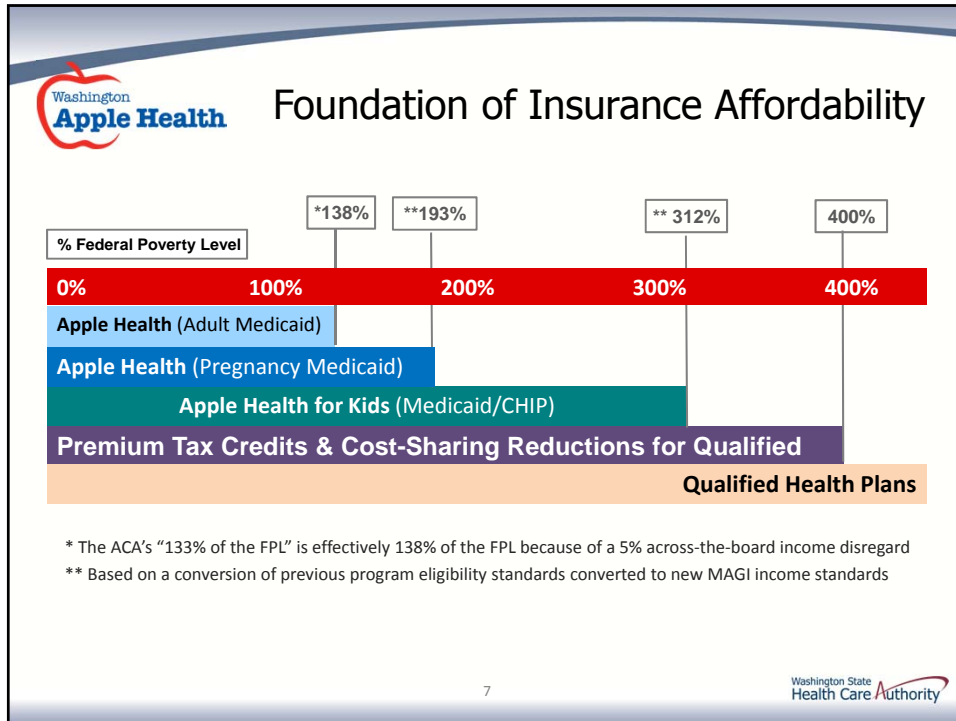 Washington
Apple Health
Foundation of Insurance Affordability
*138%
**193%
** 312%
400%
% Federal Poverty Level
0% 100% 200% 300% 400%
Apple Health (Adult Medicaid)
Apple Health (Pregnancy Medicaid)
Apple Health for Kids (Medicaid/CHIP)
Premium Tax Credits & Cost-Sharing Reductions for Qualified
Qualified Health Plans
* The ACA's “133% of the FPL” is effectively 138% of the FPL because of a 5% across-the-board income disregard
** Based on a conversion of previous program eligibility standards converted to new MAGI income standards
7
Washington State
Health Care Authority